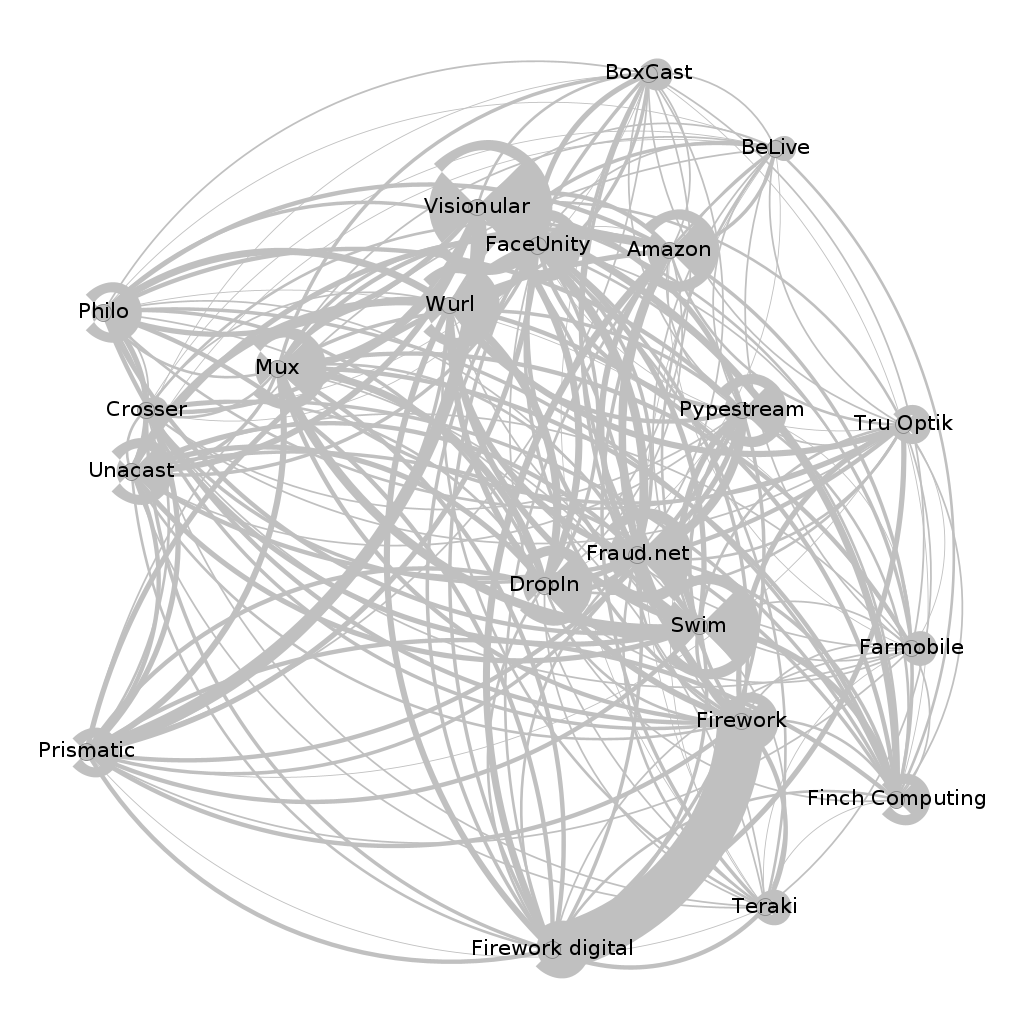 BoxCast
BeLive
Visionular
FaceUnity
Amazon
Wurl
Philo
Mux
Crosser
Pypestream
Tru Optik
Unacast
Fraud.net
DropIn
Swim
Farmobile
Firework
Prismatic
Finch Computing
Teraki
Firework digital